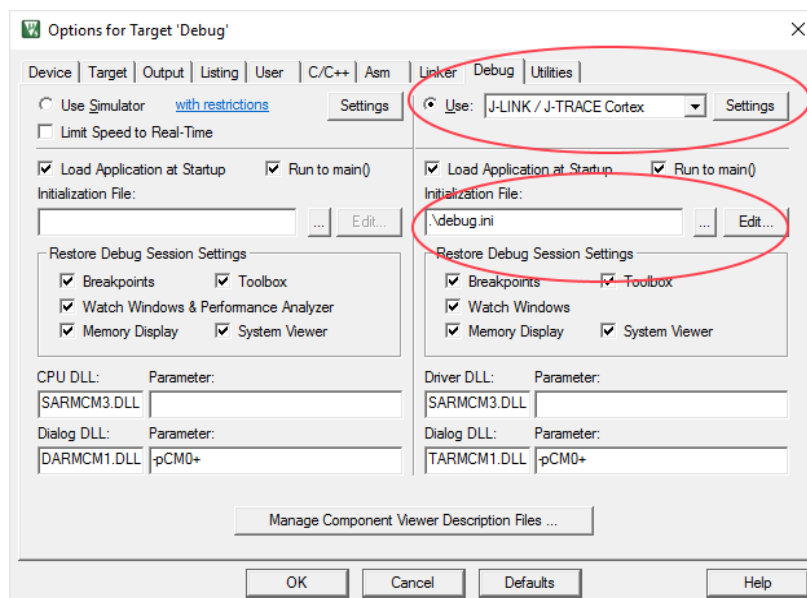 Options for Target 'Debug'
Device | Target | Output | Listing | User | C/C++ | Asm | Linker Debug Utilities
Use Simulator with restrictions Settings
Limit Speed to Real-Time
Load Application at Startup Run to main()
Initialization File:
... Edit...
Restore Debug Session Settings
Breakpoints Toolbox
Watch Windows & Performance Analyzer
Memory Display System Viewer
CPU DLL: Parameter:
SARMCM3.DLL
Dialog DLL: Parameter:
DARMCM1.DLL -pCM0+
Use: J-LINK / J-TRACE Cortex Settings
Load Application at Startup Run to main()
Initialization File:
.\debug.ini ... Edit...
Restore Debug Session Settings
Breakpoints Toolbox
Watch Windows
Memory Display System Viewer
Driver DLL: Parameter:
SARMCM3.DLL
Dialog DLL: Parameter:
TARMCM1.DLL -pCM0+
Manage Component Viewer Description Files ...
OK Cancel Defaults Help